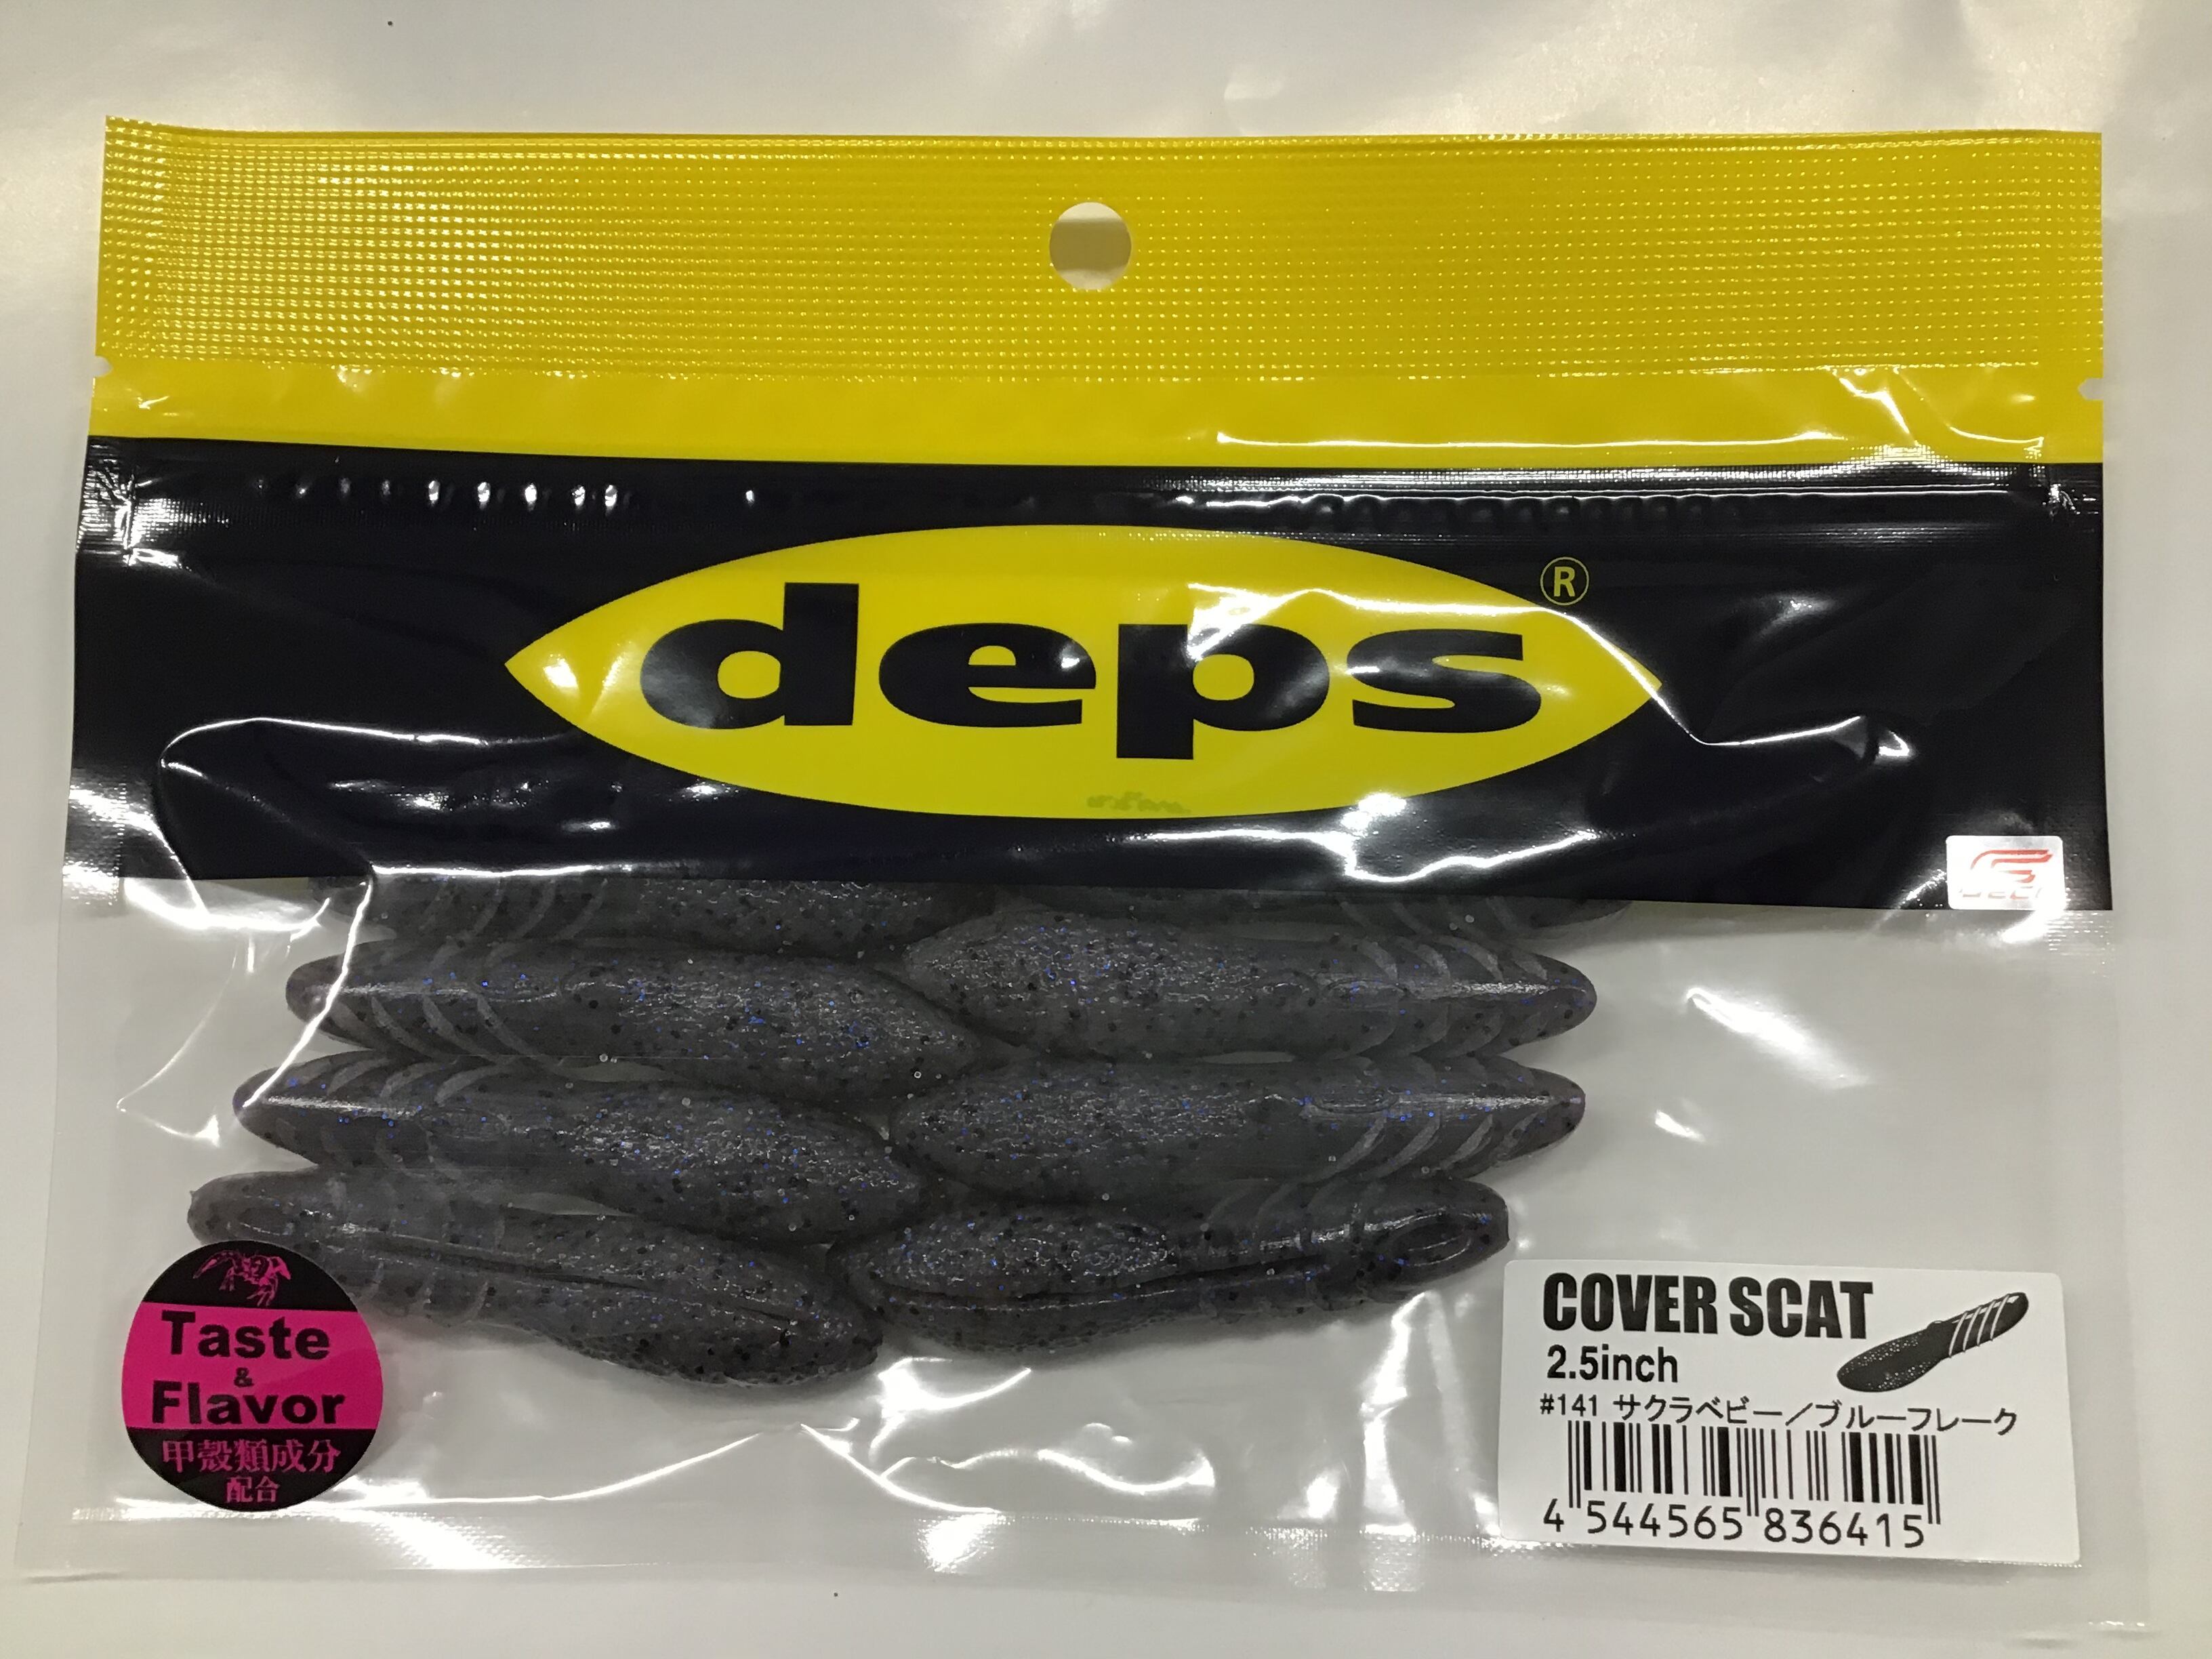 deps®
Taste
&
Flavor
甲殻類成分
配合
COVER SCAT
2.5inch
#141 サクラベビー/ブルーフレーク
4 544565 836415